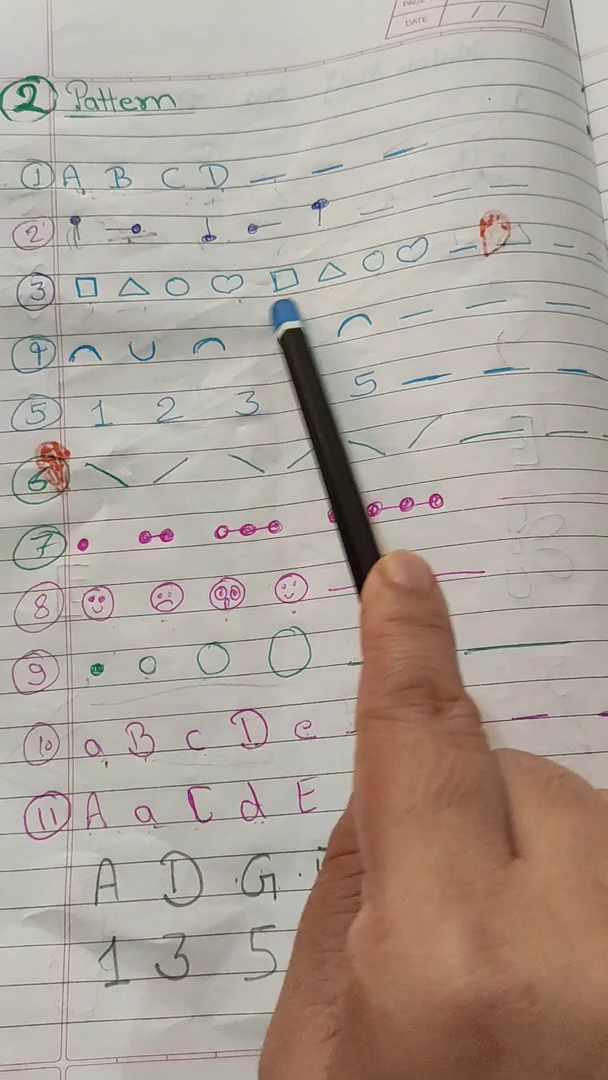 PAGE
DATE / /
2 Pattern
1 A B C D _ _ _
2
3
4
5 1 2 3 5 _ _ _
6
7
8
9
10 a B c D e
11 A a C d E
A D G
1 3 5